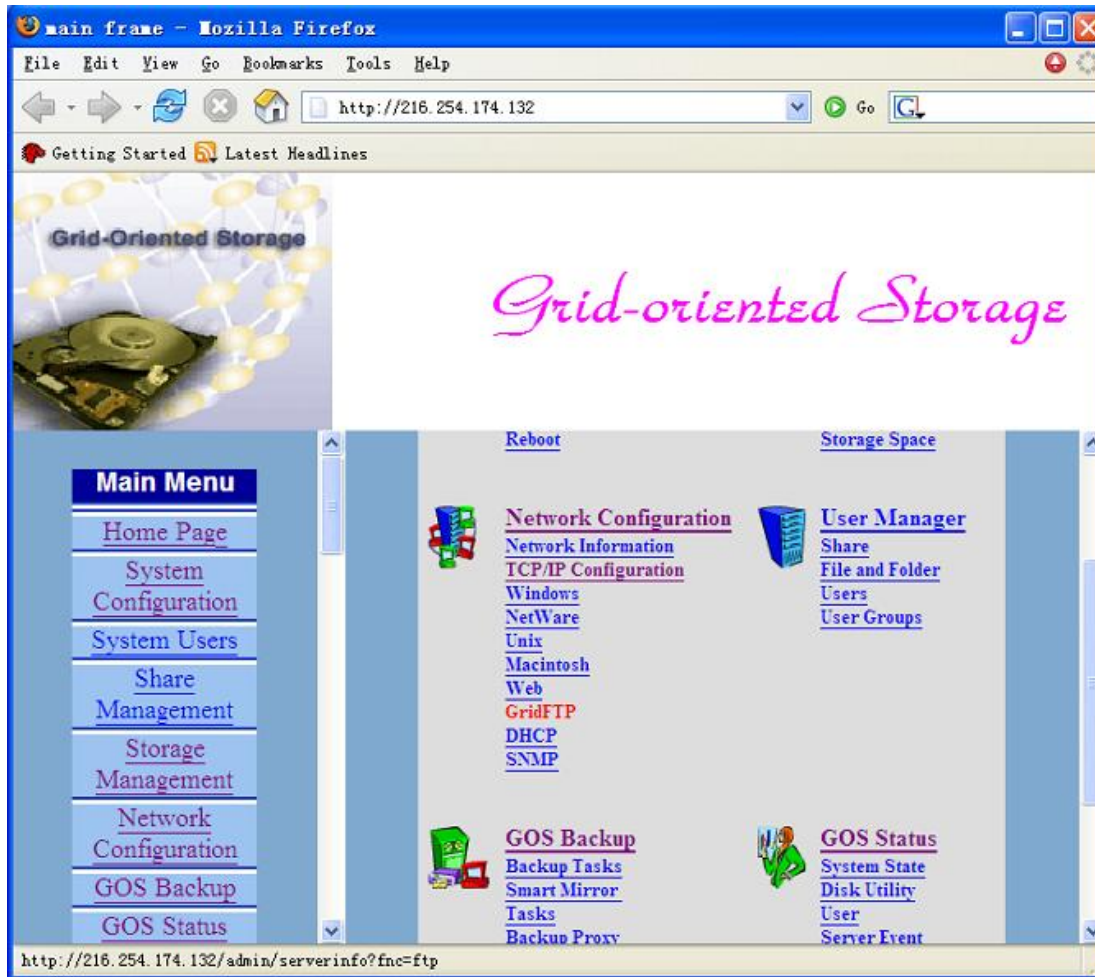 main frame - Mozilla Firefox
File Edit View Go Bookmarks Tools Help
http://216.254.174.132 Go G
Getting Started Latest Headlines
Grid-Oriented Storage
Grid-oriented Storage
Main Menu
Home Page
System
Configuration
System Users
Share
Management
Storage
Management
Network
Configuration
GOS Backup
GOS Status
Reboot
Network Configuration
Network Information
TCP/IP Configuration
Windows
NetWare
Unix
Macintosh
Web
GridFTP
DHCP
SNMP
GOS Backup
Backup Tasks
Smart Mirror
Tasks
Backup Proxy
Storage Space
User Manager
Share
File and Folder
Users
User Groups
GOS Status
System State
Disk Utility
User
Server Event
http://216.254.174.132/admin/serverinfo?fnc=ftp